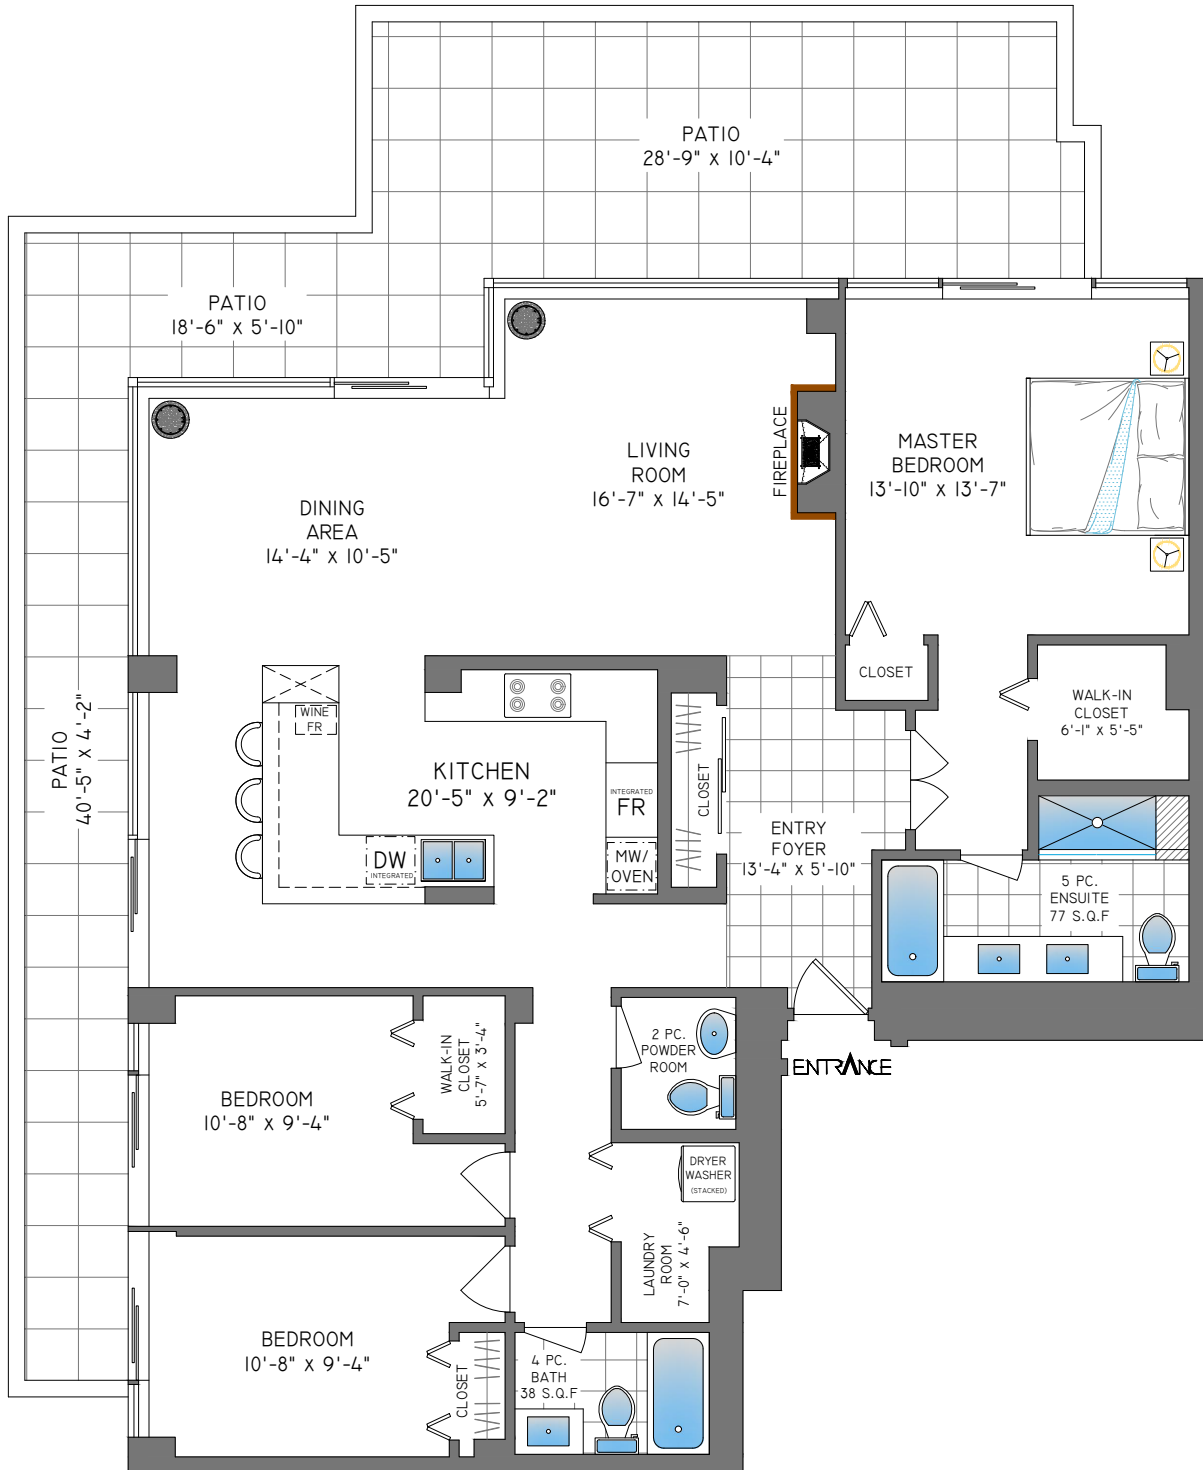 PATIO
28'-9" X 10'-4"
PATIO
18'-6" X 5'-10"
LIVING
ROOM
16'-7" X 14'-5"
FIREPLACE
MASTER
BEDROOM
13'-10" X 13'-7"
DINING
AREA
14'-4" X 10'-5"
CLOSET
WALK-IN
CLOSET
6'-1" X 5'-5"
WINE
FR
PATIO
40'-5" X 4'-2"
KITCHEN
20'-5" X 9'-2"
INTEGRATED
FR
CLOSET
MW/
OVEN
DW
INTEGRATED
ENTRY
FOYER
13'-4" X 5'-10"
5 PC.
ENSUITE
77 S.Q.F
WALK-IN
CLOSET
5'-7" X 3'-4"
2 PC.
POWDER
ROOM
ENTRANCE
BEDROOM
10'-8" X 9'-4"
DRYER
WASHER
(STACKED)
LAUNDRY
ROOM
7'-0" X 4'-6"
BEDROOM
10'-8" X 9'-4"
CLOSET
4 PC.
BATH
38 S.Q.F